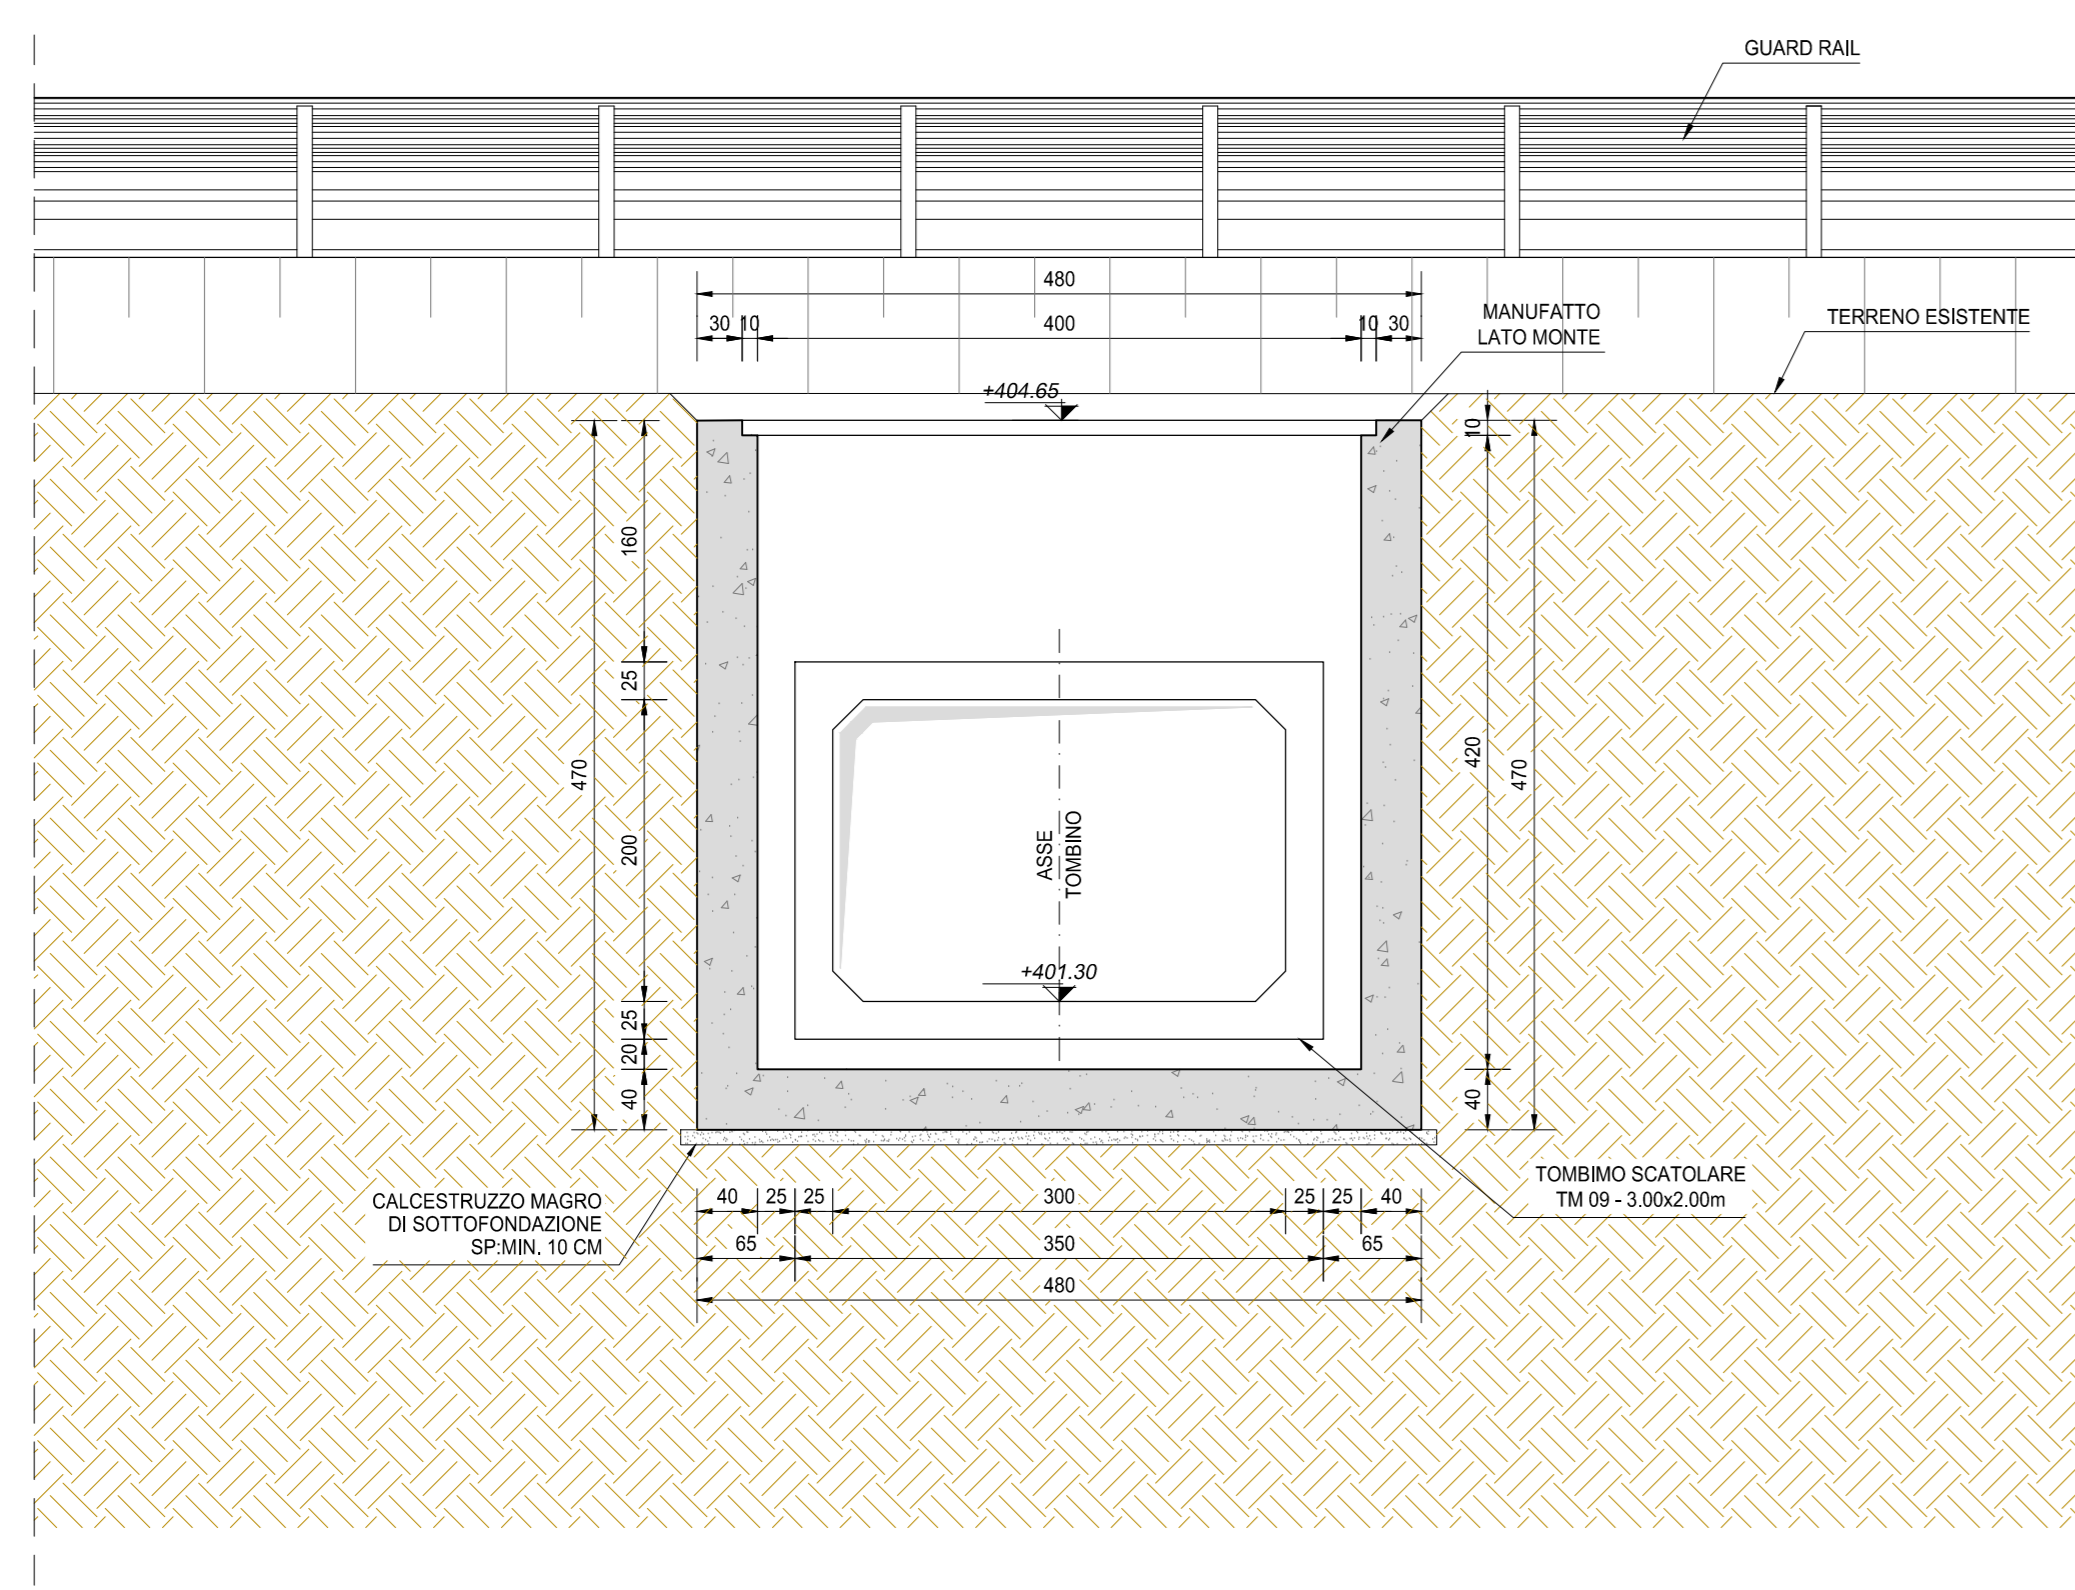 GUARD RAIL
480
30 10 400 10 30
MANUFATTO
LATO MONTE
TERRENO ESISTENTE
+404.65
10
160
25
470
420
470
200
ASSE
TOMBINO
+401.30
25
20
40
40
TOMBIMO SCATOLARE
TM 09 - 3.00x2.00m
CALCESTRUZZO MAGRO
DI SOTTOFONDAZIONE
SP:MIN. 10 CM
40 25 25 300 25 25 40
65 350 65
480